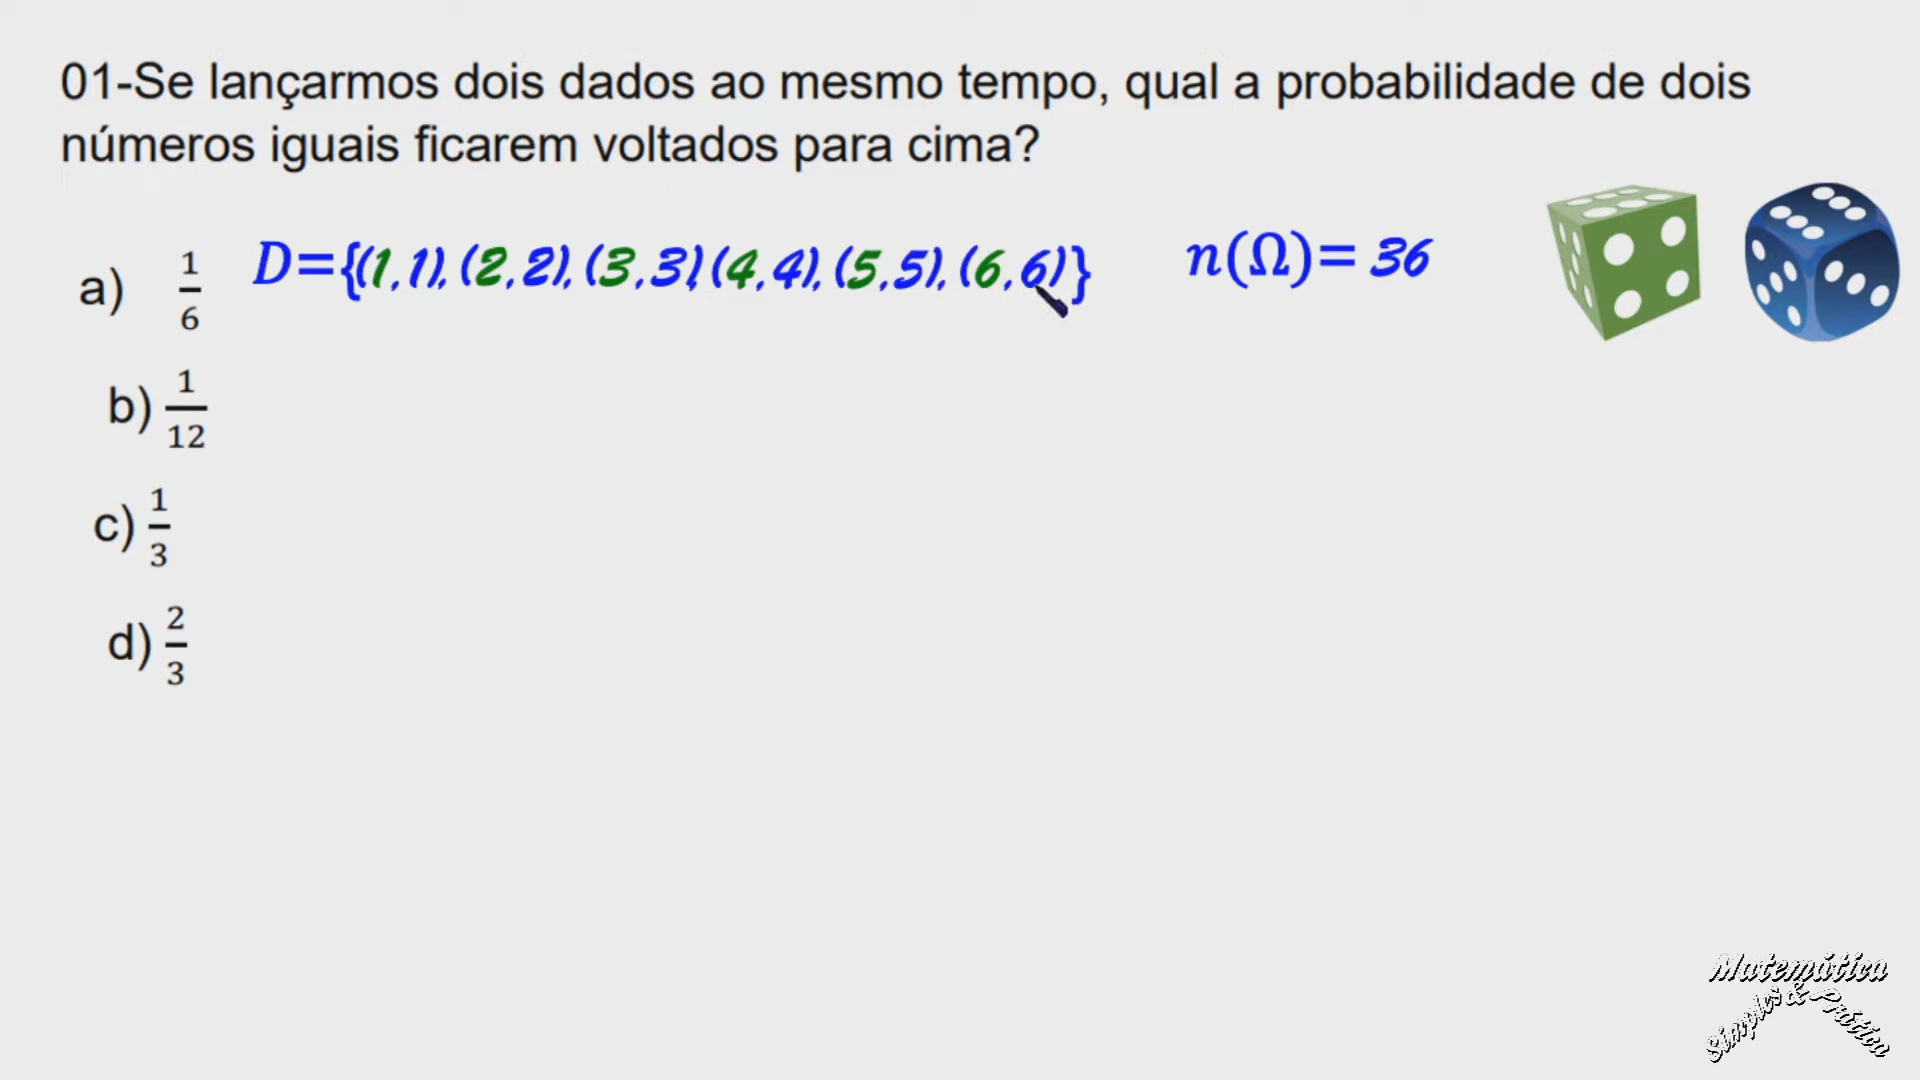 01-Se lançarmos dois dados ao mesmo tempo, qual a probabilidade de dois
números iguais ficarem voltados para cima?
a) 1/6 D={(1,1),(2,2),(3,3),(4,4),(5,5),(6,6)} n(Ω)= 36
b) 1/12
c) 1/3
d) 2/3
Matemática
Simples & Prática